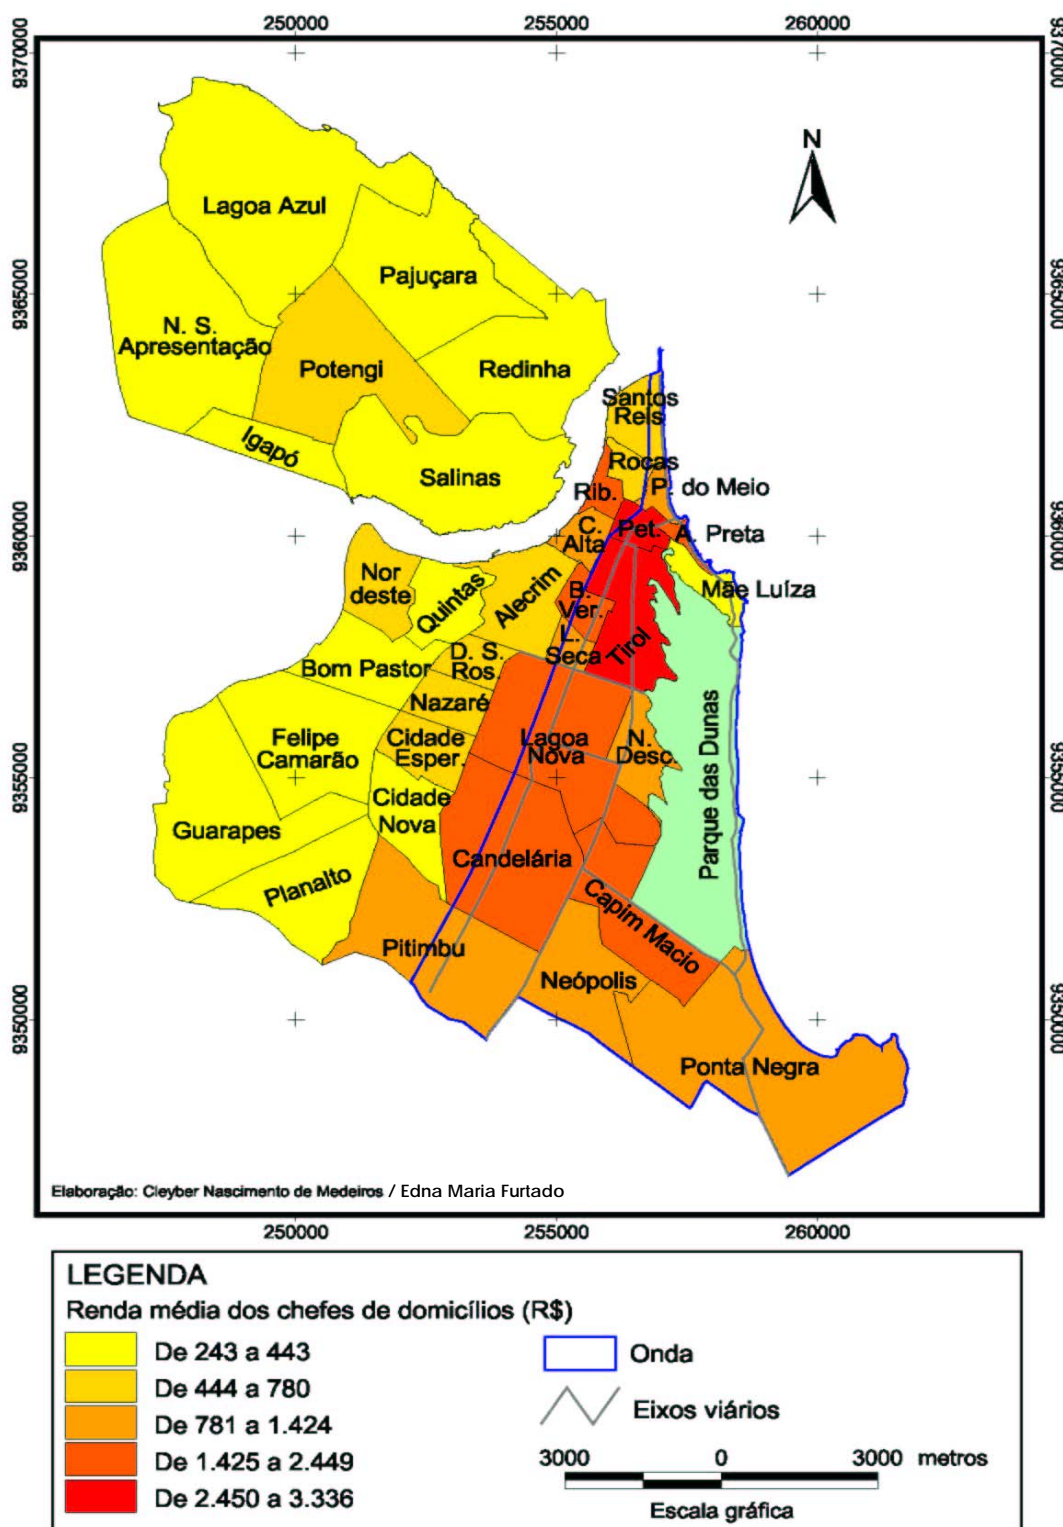 250000
255000
260000
9370000
9370000
N
Lagoa Azul
Pajuçara
9365000
9365000
N. S.
Apresentação
Potengi
Redinha
Santos
Reis
Igapó
Salinas
Rocas
Rib.
P. do Meio
C.
Alta
Pet.
A. Preta
9360000
9360000
Nor
deste
Quintas
Alecrim
B.
Ver.
Mãe Luíza
L.
Seca
Tirol
Bom Pastor
D. S.
Ros.
Nazaré
Felipe
Camarão
Cidade
Esper.
Lagoa
Nova
N.
Desc.
Parque das Dunas
9355000
9355000
Guarapes
Cidade
Nova
Candelária
Planalto
Capim Macio
Pitimbu
Neópolis
9350000
9350000
Ponta Negra
Elaboração: Cleyber Nascimento de Medeiros / Edna Maria Furtado
250000
255000
260000
LEGENDA
Renda média dos chefes de domicílios (R$)
De 243 a 443
De 444 a 780
De 781 a 1.424
De 1.425 a 2.449
De 2.450 a 3.336
Onda
Eixos viários
3000 0 3000 metros
Escala gráfica